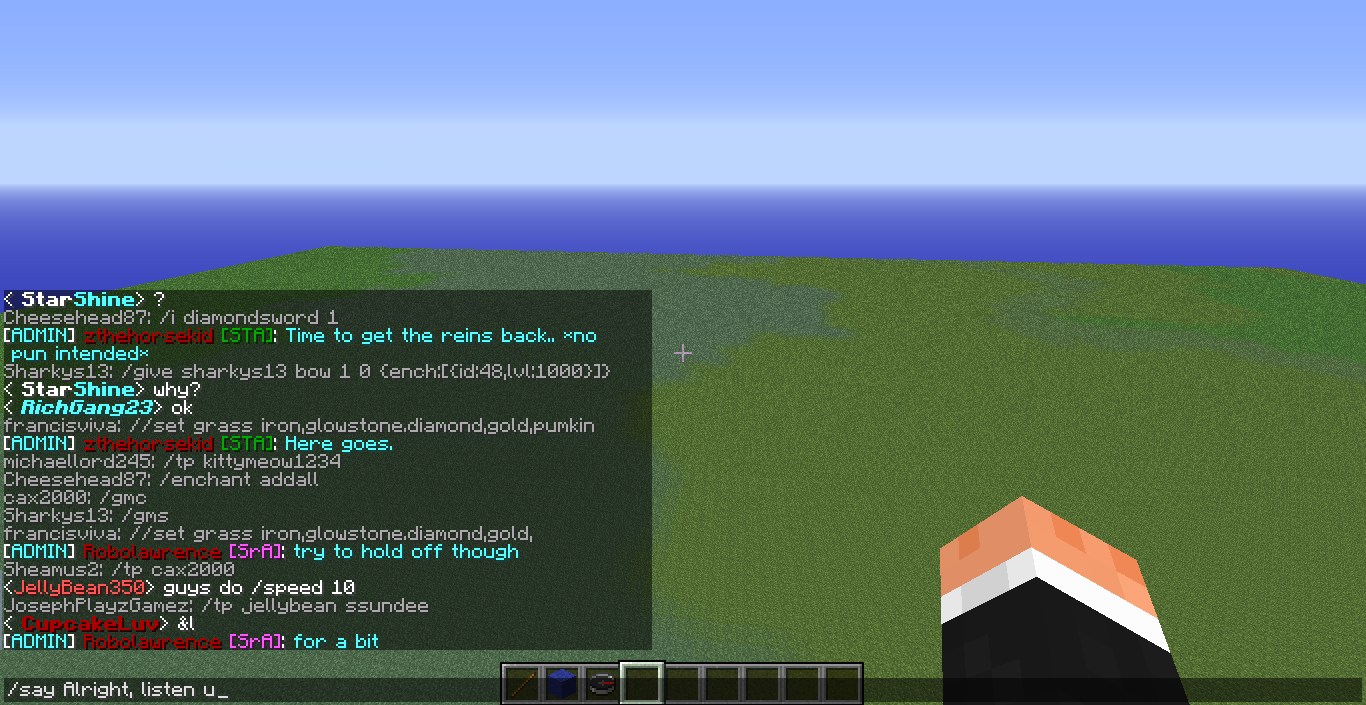 < StarShine> ?
Cheesehead87: /i diamondsword 1
[ADMIN] zthehorsekid [STA]: Time to get the reins back.. *no
pun intended*
Sharkys13: /give sharkys13 bow 1 0 {ench:[{id:48,lvl:1000}]}
< StarShine> why?
< RichGang23> ok
francisviva: //set grass iron,glowstone.diamond,gold,pumkin
[ADMIN] zthehorsekid [STA]: Here goes.
michaellord245: /tp kittymeow1234
Cheesehead87: /enchant addall
cax2000: /gmc
Sharkys13: /gms
francisviva: //set grass iron,glowstone.diamond,gold,
[ADMIN] Robolawrence [SrA]: try to hold off though
Sheamus2: /tp cax2000
<JellyBean350> guys do /speed 10
JosephPlayzGamez: /tp jellybean ssundee
< CupcakeLuv> &l
[ADMIN] Robolawrence [SrA]: for a bit
/say Alright, listen u_